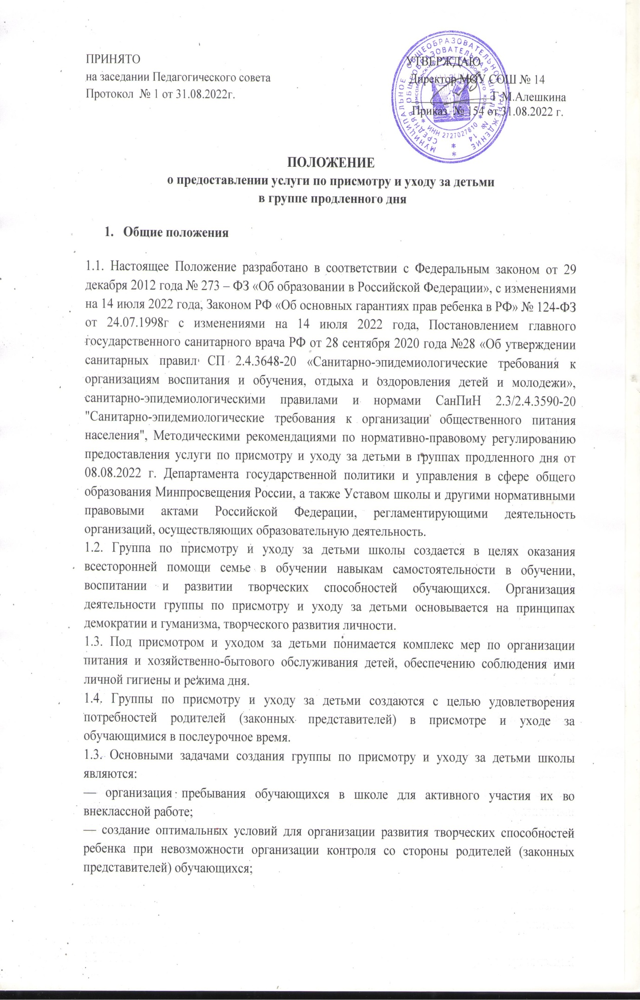 ПРИНЯТО
на заседании Педагогического совета
Протокол № 1 от 31.08.2022г.
УТВЕРЖДАЮ
Директор МОУ СОШ № 14
Г.М.Алешкина
Приказ № 154 от 31.08.2022 г.
МУНИЦИПАЛЬНОЕ ОБЩЕОБРАЗОВАТЕЛЬНОЕ УЧРЕЖДЕНИЕ
СРЕДНЯЯ ОБЩЕОБРАЗОВАТЕЛЬНАЯ ШКОЛА № 14
ИНН 2727027810
ПОЛОЖЕНИЕ
о предоставлении услуги по присмотру и уходу за детьми
в группе продленного дня
1. Общие положения
1.1. Настоящее Положение разработано в соответствии с Федеральным законом от 29
декабря 2012 года № 273 – ФЗ «Об образовании в Российской Федерации», с изменениями
на 14 июля 2022 года, Законом РФ «Об основных гарантиях прав ребенка в РФ» № 124-ФЗ
от 24.07.1998г с изменениями на 14 июля 2022 года, Постановлением главного
государственного санитарного врача РФ от 28 сентября 2020 года №28 «Об утверждении
санитарных правил СП 2.4.3648-20 «Санитарно-эпидемиологические требования к
организациям воспитания и обучения, отдыха и оздоровления детей и молодежи»,
санитарно-эпидемиологическими правилами и нормами СанПиН 2.3/2.4.3590-20
"Санитарно-эпидемиологические требования к организации общественного питания
населения", Методическими рекомендациями по нормативно-правовому регулированию
предоставления услуги по присмотру и уходу за детьми в группах продленного дня от
08.08.2022 г. Департамента государственной политики и управления в сфере общего
образования Минпросвещения России, а также Уставом школы и другими нормативными
правовыми актами Российской Федерации, регламентирующими деятельность
организаций, осуществляющих образовательную деятельность.
1.2. Группа по присмотру и уходу за детьми школы создается в целях оказания
всесторонней помощи семье в обучении навыкам самостоятельности в обучении,
воспитании и развитии творческих способностей обучающихся. Организация
деятельности группы по присмотру и уходу за детьми основывается на принципах
демократии и гуманизма, творческого развития личности.
1.3. Под присмотром и уходом за детьми понимается комплекс мер по организации
питания и хозяйственно-бытового обслуживания детей, обеспечению соблюдения ими
личной гигиены и режима дня.
1.4. Группы по присмотру и уходу за детьми создаются с целью удовлетворения
потребностей родителей (законных представителей) в присмотре и уходе за
обучающимися в послеурочное время.
1.3. Основными задачами создания группы по присмотру и уходу за детьми школы
являются:
— организация пребывания обучающихся в школе для активного участия их во
внеклассной работе;
— создание оптимальных условий для организации развития творческих способностей
ребенка при невозможности организации контроля со стороны родителей (законных
представителей) обучающихся;